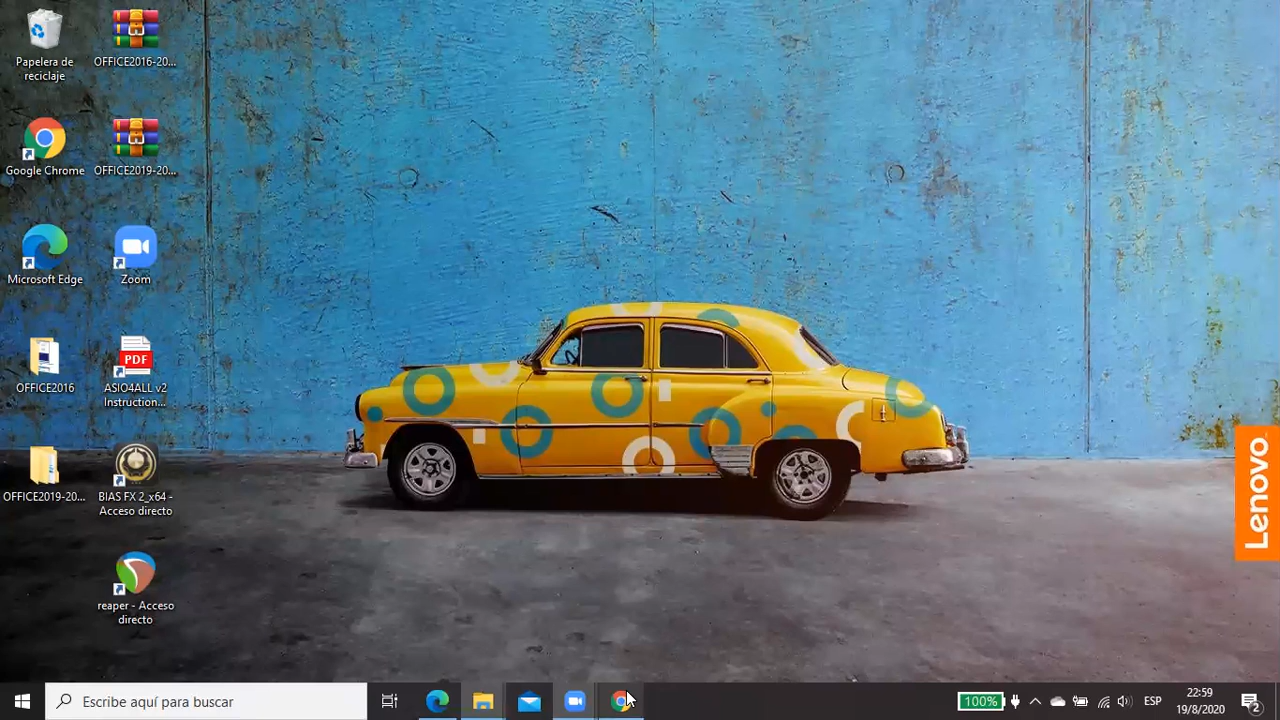 Papelera de
reciclaje
OFFICE2016-20...
Google Chrome
OFFICE2019-20...
Microsoft Edge
Zoom
OFFICE2016
PDF
ASIO4ALL v2
Instruction...
OFFICE2019-20...
BIAS FX 2_x64 -
Acceso directo
reaper - Acceso
directo
Lenovo
Escribe aquí para buscar
100%
ESP
22:59
19/8/2020
2